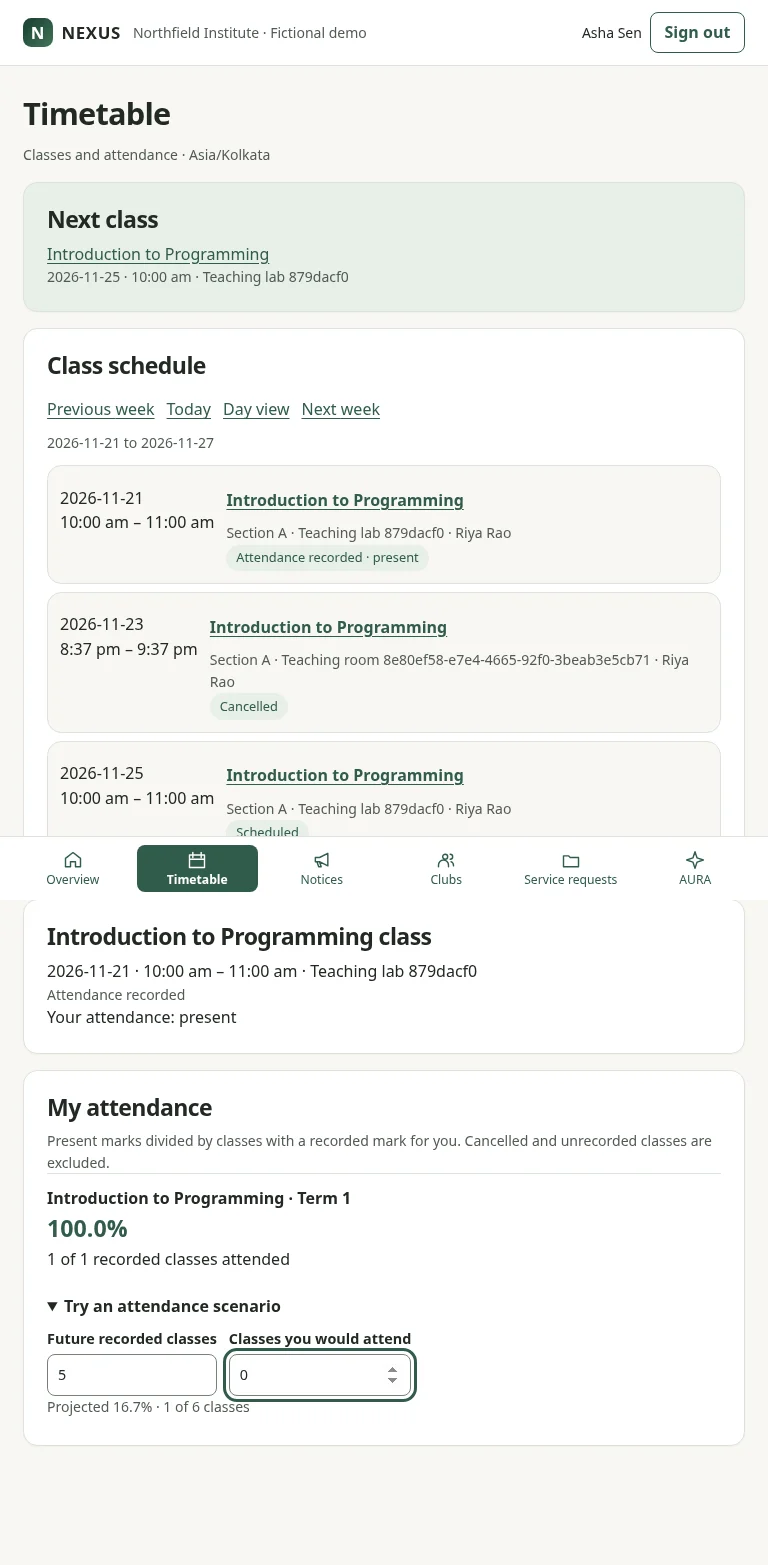 N NEXUS Northfield Institute · Fictional demo Asha Sen Sign out
Timetable
Classes and attendance · Asia/Kolkata
Next class
Introduction to Programming
2026-11-25 · 10:00 am · Teaching lab 879dacf0
Class schedule
Previous week Today Day view Next week
2026-11-21 to 2026-11-27
2026-11-21
10:00 am – 11:00 am
Introduction to Programming
Section A · Teaching lab 879dacf0 · Riya Rao
Attendance recorded · present
2026-11-23
8:37 pm – 9:37 pm
Introduction to Programming
Section A · Teaching room 8e80ef58-e7e4-4665-92f0-3beab3e5cb71 · Riya
Rao
Cancelled
2026-11-25
10:00 am – 11:00 am
Introduction to Programming
Section A · Teaching lab 879dacf0 · Riya Rao
Scheduled
Overview Timetable Notices Clubs Service requests AURA
Introduction to Programming class
2026-11-21 · 10:00 am – 11:00 am · Teaching lab 879dacf0
Attendance recorded
Your attendance: present
My attendance
Present marks divided by classes with a recorded mark for you. Cancelled and unrecorded classes are
excluded.
Introduction to Programming · Term 1
100.0%
1 of 1 recorded classes attended
▼ Try an attendance scenario
Future recorded classes Classes you would attend
5 0
Projected 16.7% · 1 of 6 classes